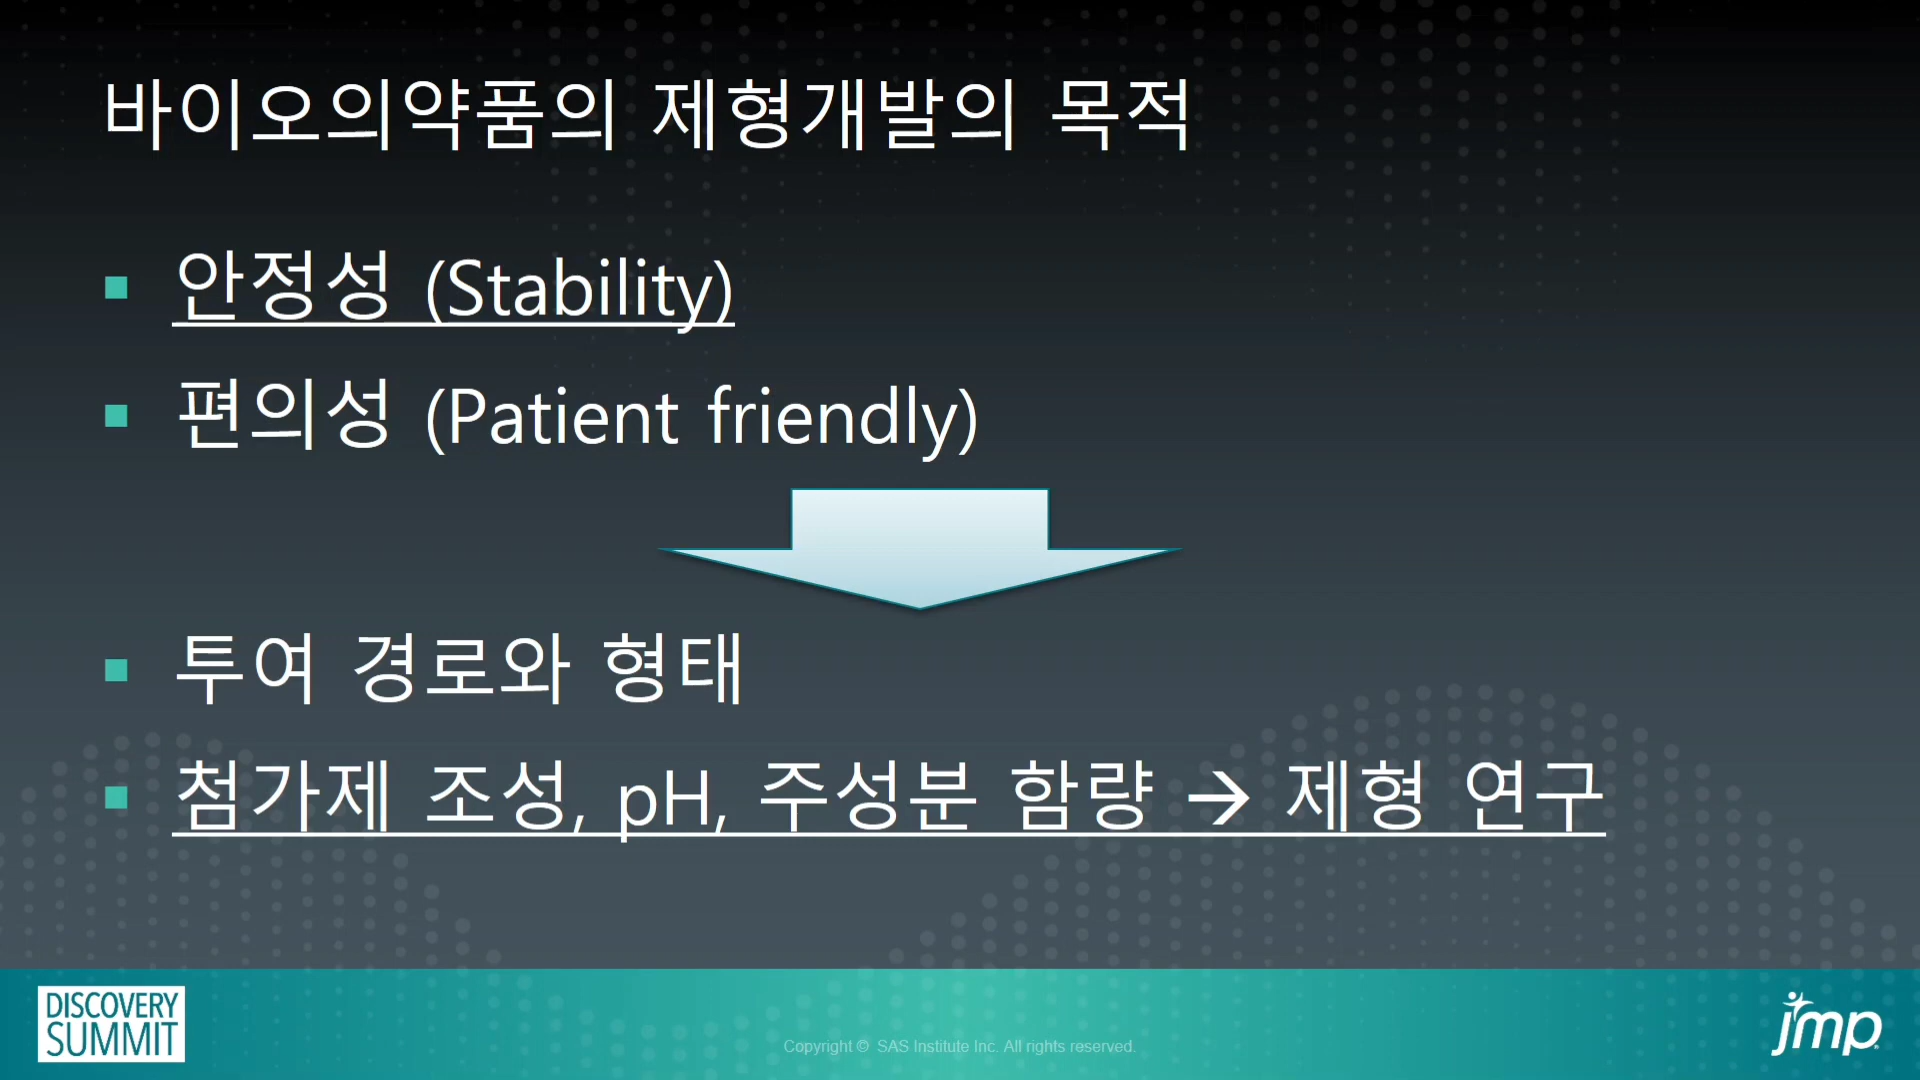 바이오의약품의 제형개발의 목적
안정성 (Stability)
편의성 (Patient friendly)
투여 경로와 형태
첨가제 조성, pH, 주성분 함량 → 제형 연구
DISCOVERY
SUMMIT
Copyright © SAS Institute Inc. All rights reserved.
jmp